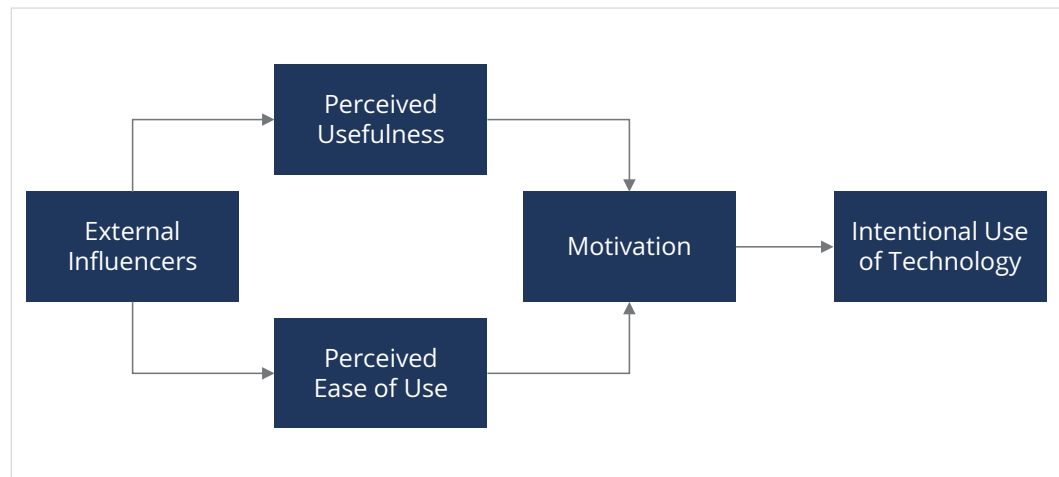 Perceived
Usefulness
External
Influencers
Motivation
Intentional Use
of Technology
Perceived
Ease of Use